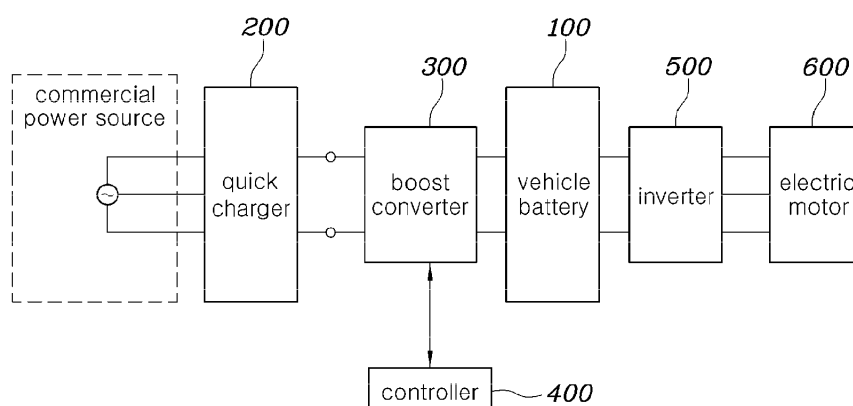 200
100
300
500
600
commercial
power source
quick
charger
boost
converter
vehicle
battery
inverter
electric
motor
~
controller
400